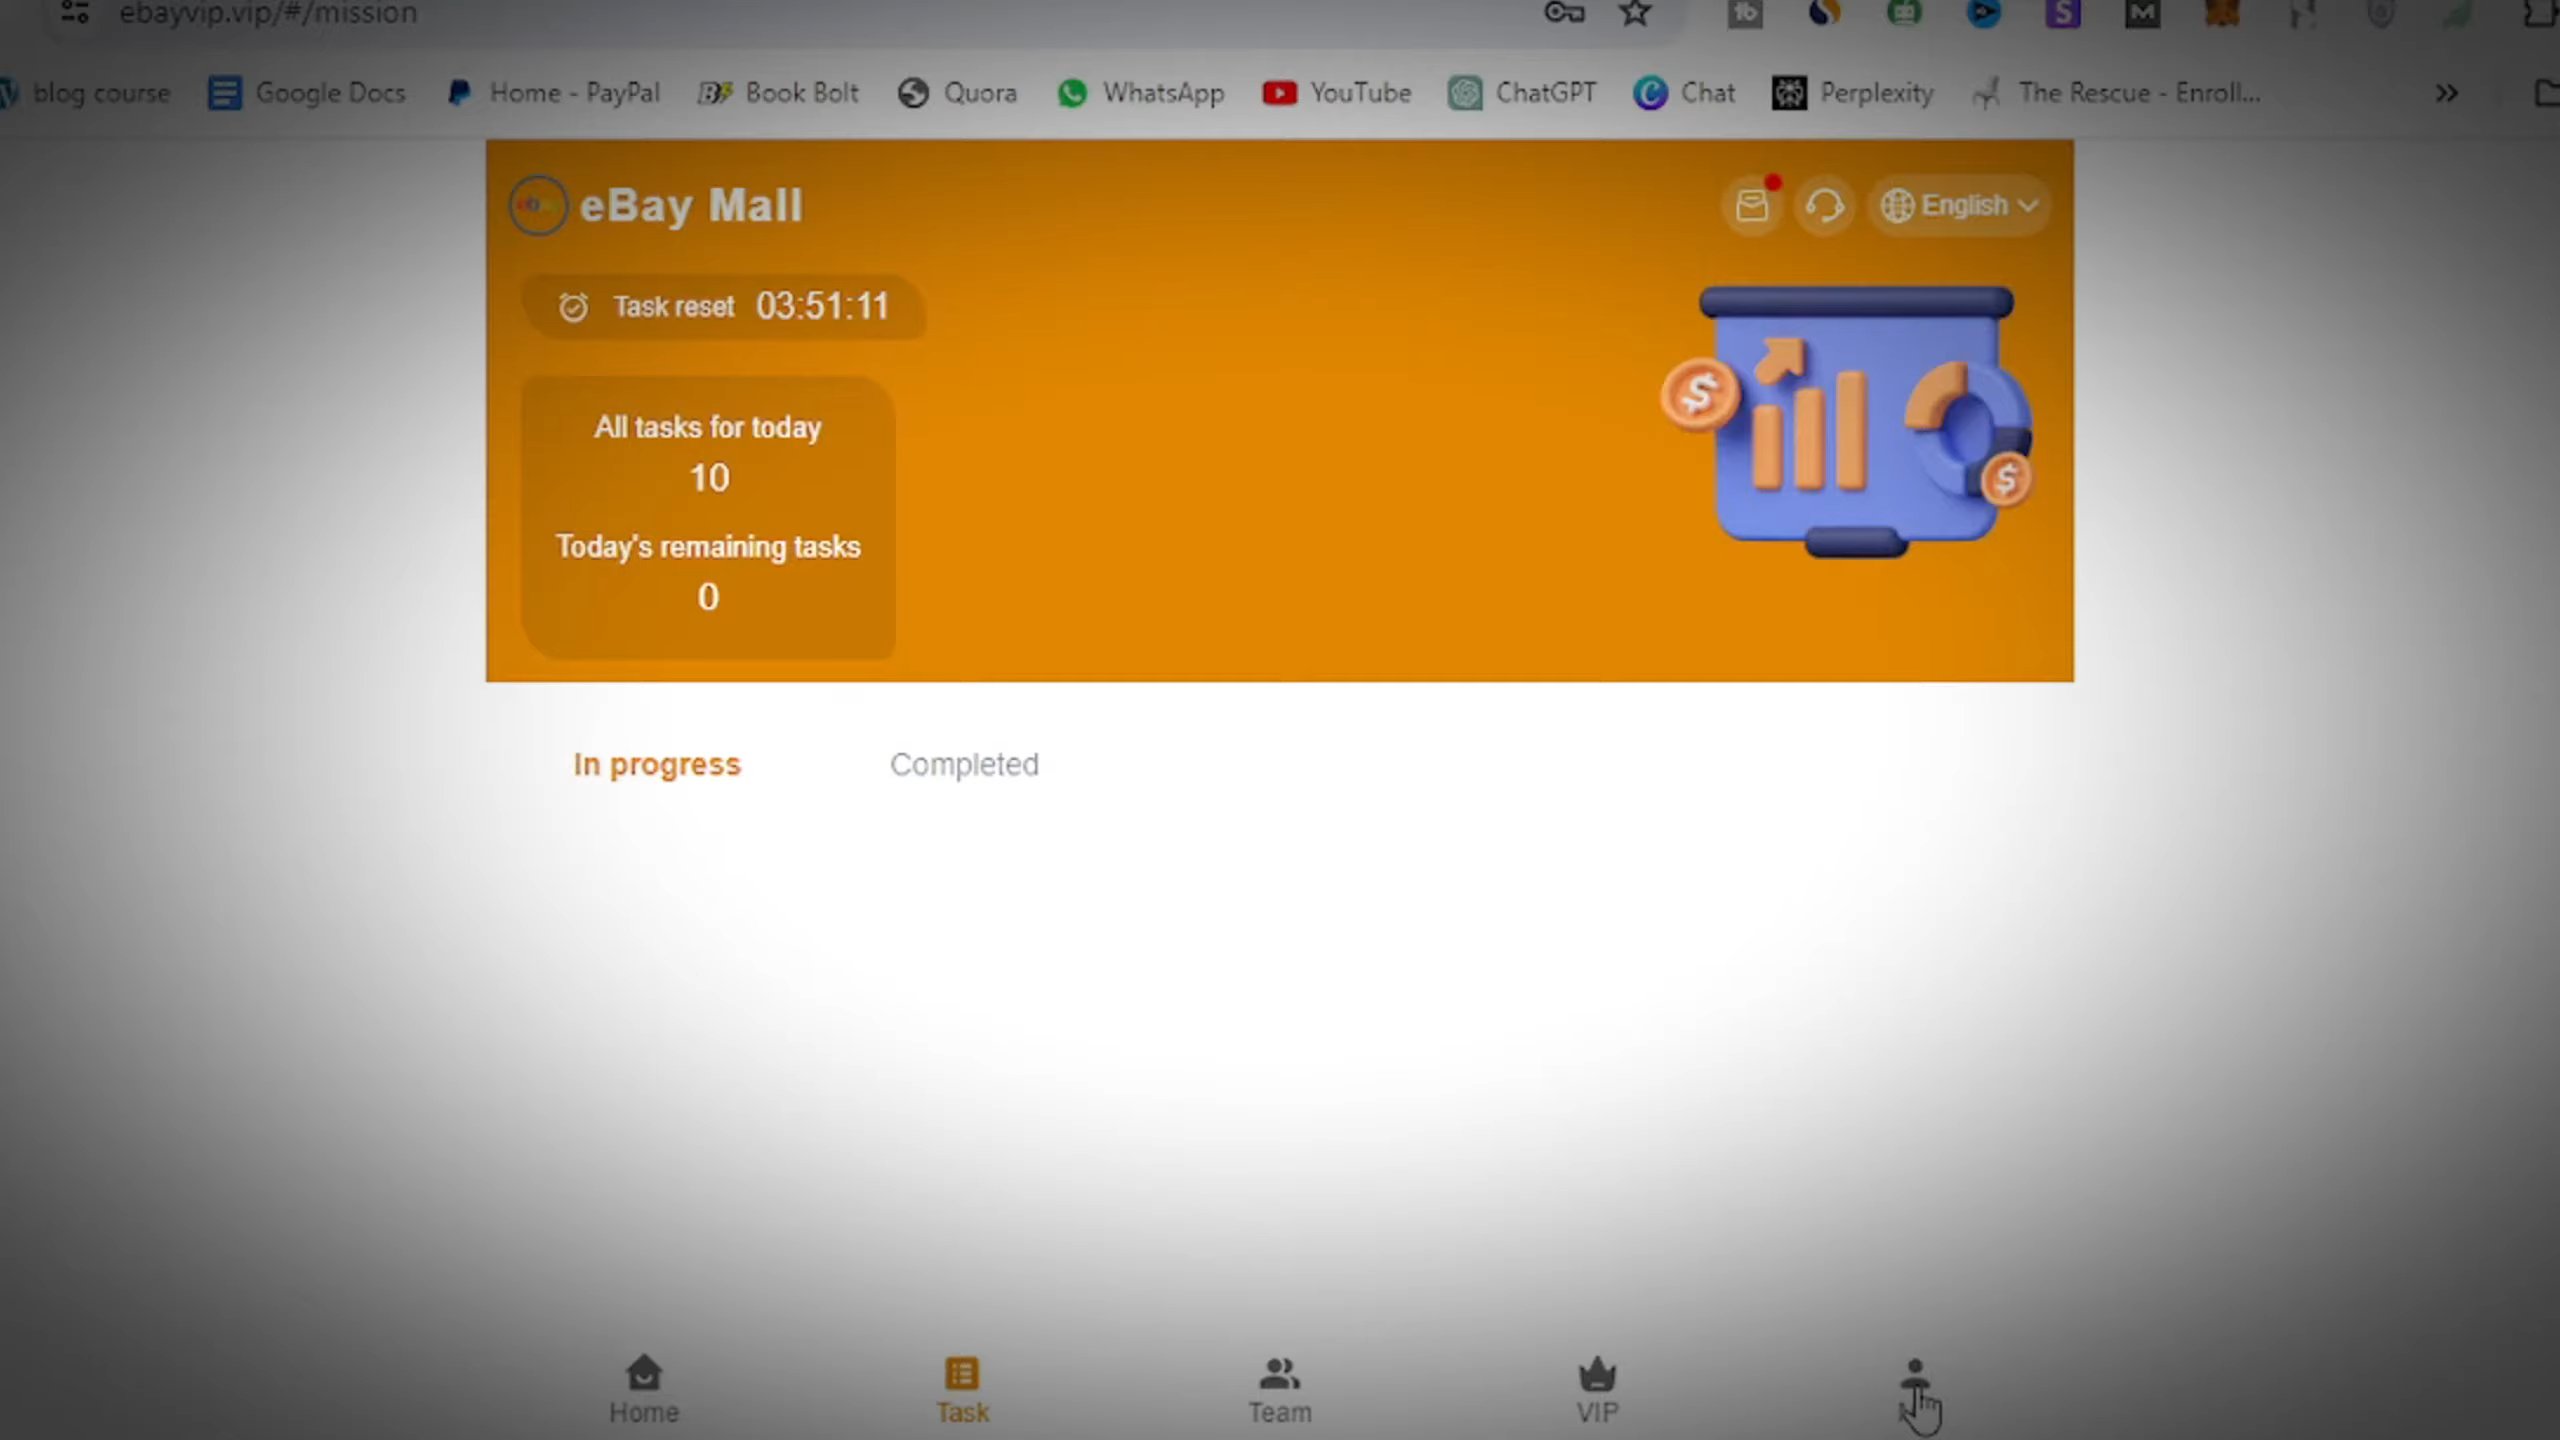 ebayvip.vip/#/mission
blog course Google Docs Home - PayPal Book Bolt Quora WhatsApp YouTube ChatGPT Chat Perplexity The Rescue - Enroll...
eBay Mall
English
Task reset 03:51:11
All tasks for today
10
Today's remaining tasks
0
In progress Completed
Home Task Team VIP